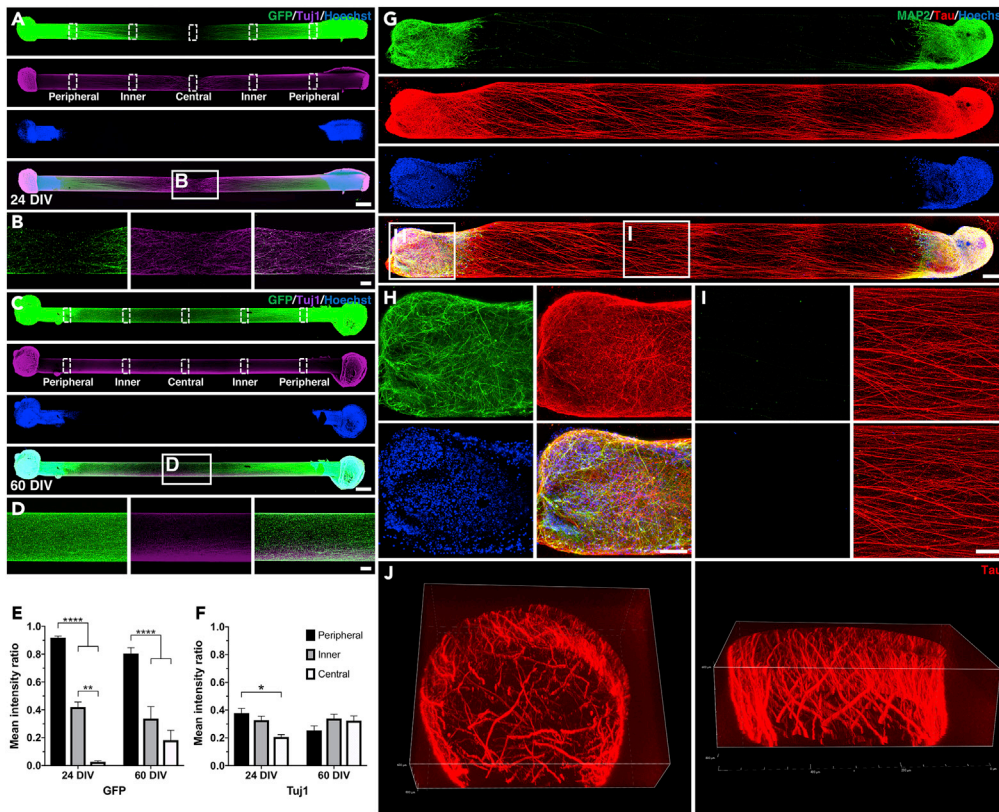 A
GFP/Tuj1/Hoechst
Peripheral Inner Central Inner Peripheral
24 DIV
B
B
C
GFP/Tuj1/Hoechst
Peripheral Inner Central Inner Peripheral
60 DIV
D
D
E
Mean intensity ratio
1.0
0.8
0.6
0.4
0.2
0.0
****
**
****
24 DIV 60 DIV
GFP
F
Mean intensity ratio
1.0
0.8
0.6
0.4
0.2
0.0
*
Peripheral
Inner
Central
24 DIV 60 DIV
Tuj1
G
MAP2/Tau/Hoechst
H
I
H
I
J
Tau